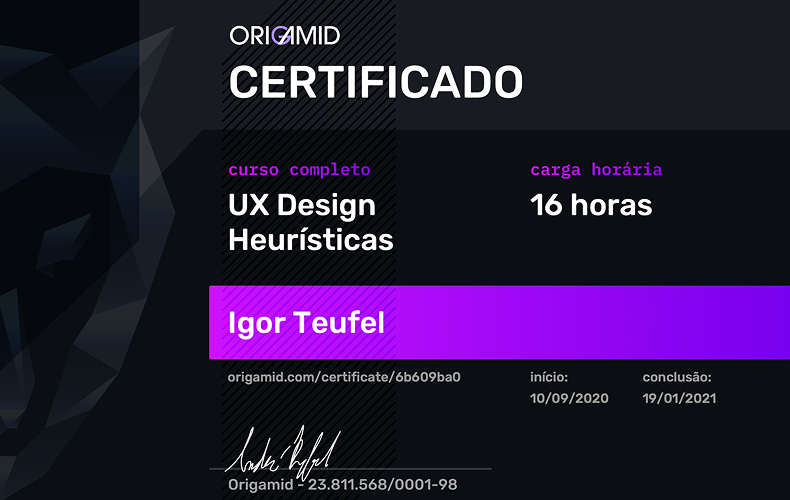 ORIGAMID
CERTIFICADO
curso completo
carga horária
UX Design
Heurísticas
16 horas
Igor Teufel
origamid.com/certificate/6b609ba0
início:
10/09/2020
conclusão:
19/01/2021
Origamid - 23.811.568/0001-98